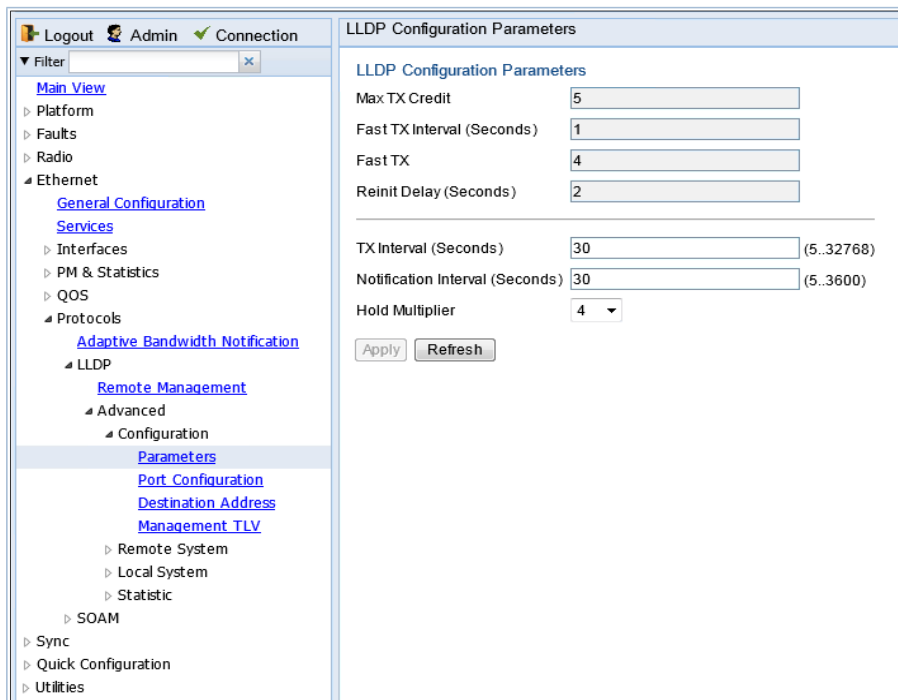 Logout Admin Connection
Filter
Main View
Platform
Faults
Radio
Ethernet
General Configuration
Services
Interfaces
PM & Statistics
QOS
Protocols
Adaptive Bandwidth Notification
LLDP
Remote Management
Advanced
Configuration
Parameters
Port Configuration
Destination Address
Management TLV
Remote System
Local System
Statistic
SOAM
Sync
Quick Configuration
Utilities
LLDP Configuration Parameters
LLDP Configuration Parameters
Max TX Credit 5
Fast TX Interval (Seconds) 1
Fast TX 4
Reinit Delay (Seconds) 2
TX Interval (Seconds) 30 (5..32768)
Notification Interval (Seconds) 30 (5..3600)
Hold Multiplier 4
Apply Refresh